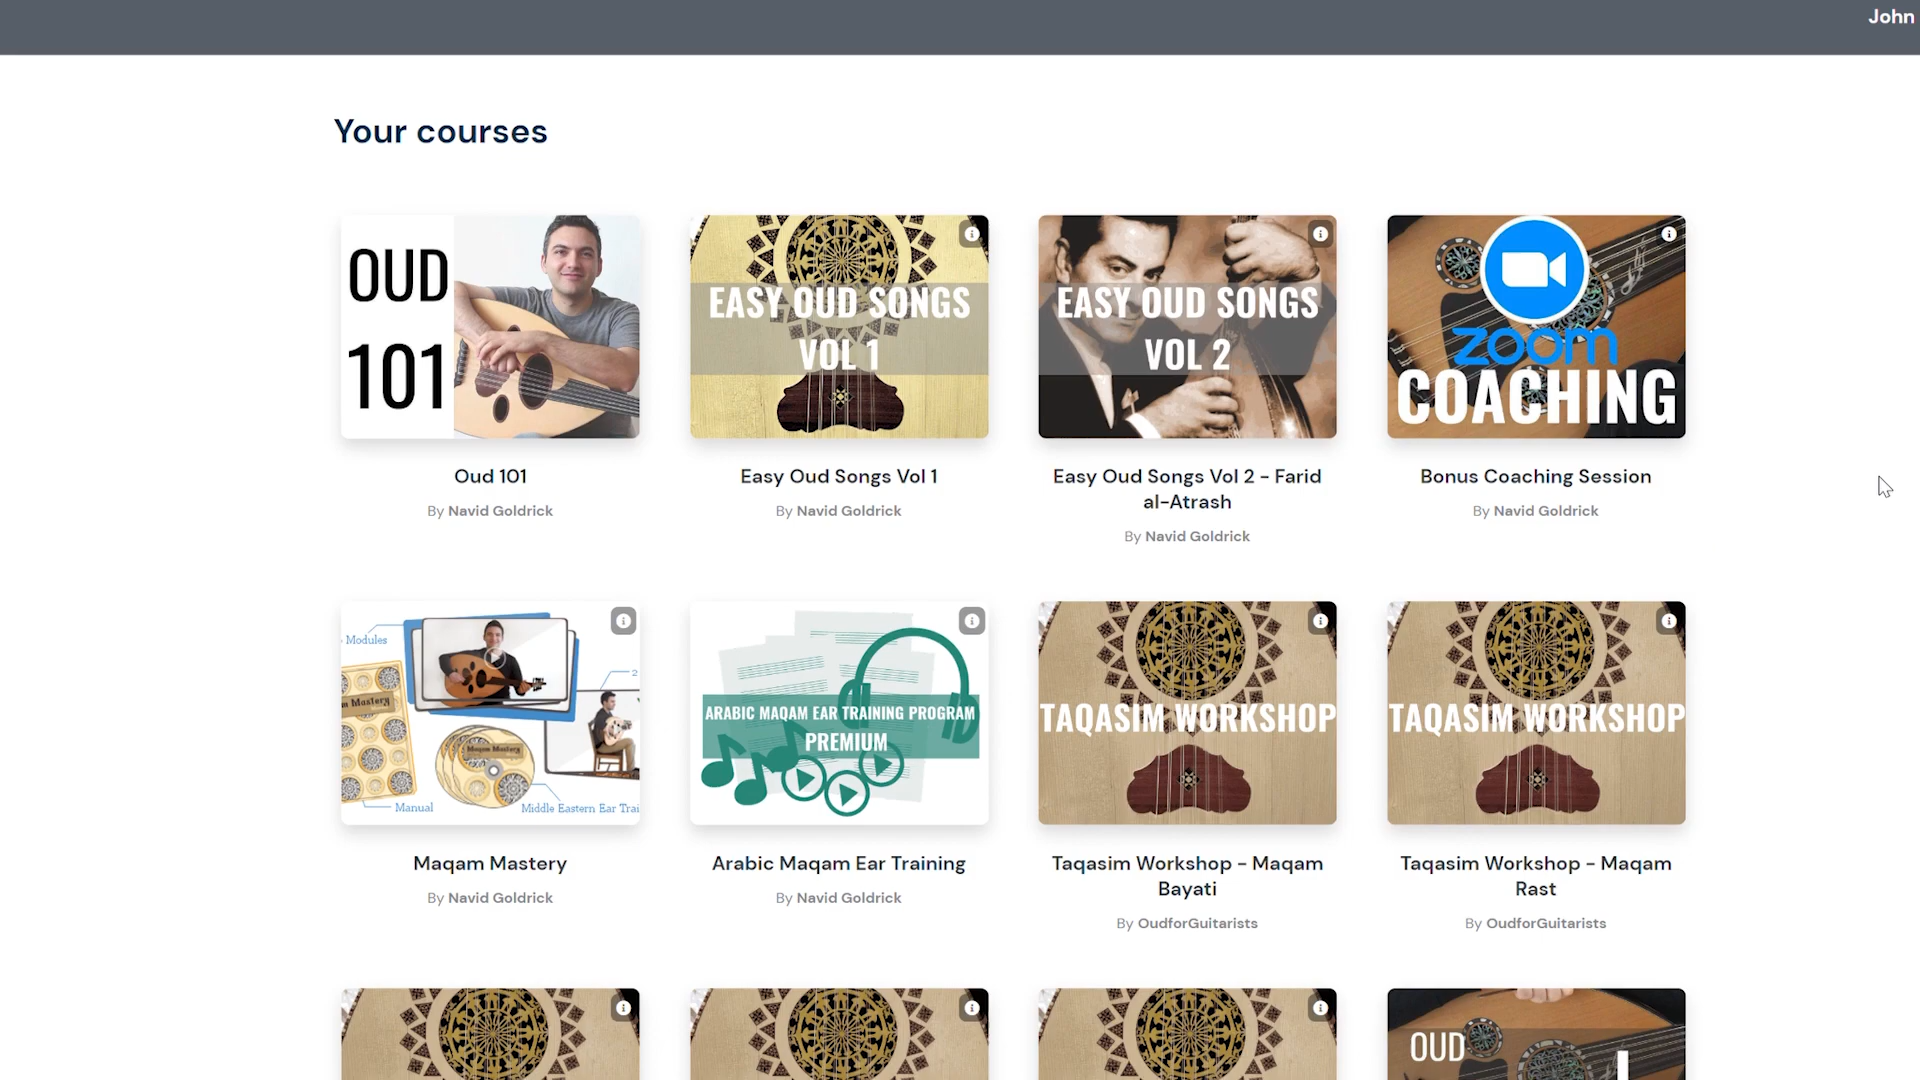 John
Your courses
OUD
101
EASY OUD SONGS
VOL 1
EASY OUD SONGS
VOL 2
zoom
COACHING
Oud 101
By Navid Goldrick
Easy Oud Songs Vol 1
By Navid Goldrick
Easy Oud Songs Vol 2 - Farid
al-Atrash
By Navid Goldrick
Bonus Coaching Session
By Navid Goldrick
Modules
2
m Mastery
Maqam Mastery
Manual
Middle Eastern Ear Trai
ARABIC MAQAM EAR TRAINING PROGRAM
PREMIUM
TAQASIM WORKSHOP
TAQASIM WORKSHOP
Maqam Mastery
By Navid Goldrick
Arabic Maqam Ear Training
By Navid Goldrick
Taqasim Workshop - Maqam
Bayati
By OudforGuitarists
Taqasim Workshop - Maqam
Rast
By OudforGuitarists
OUD